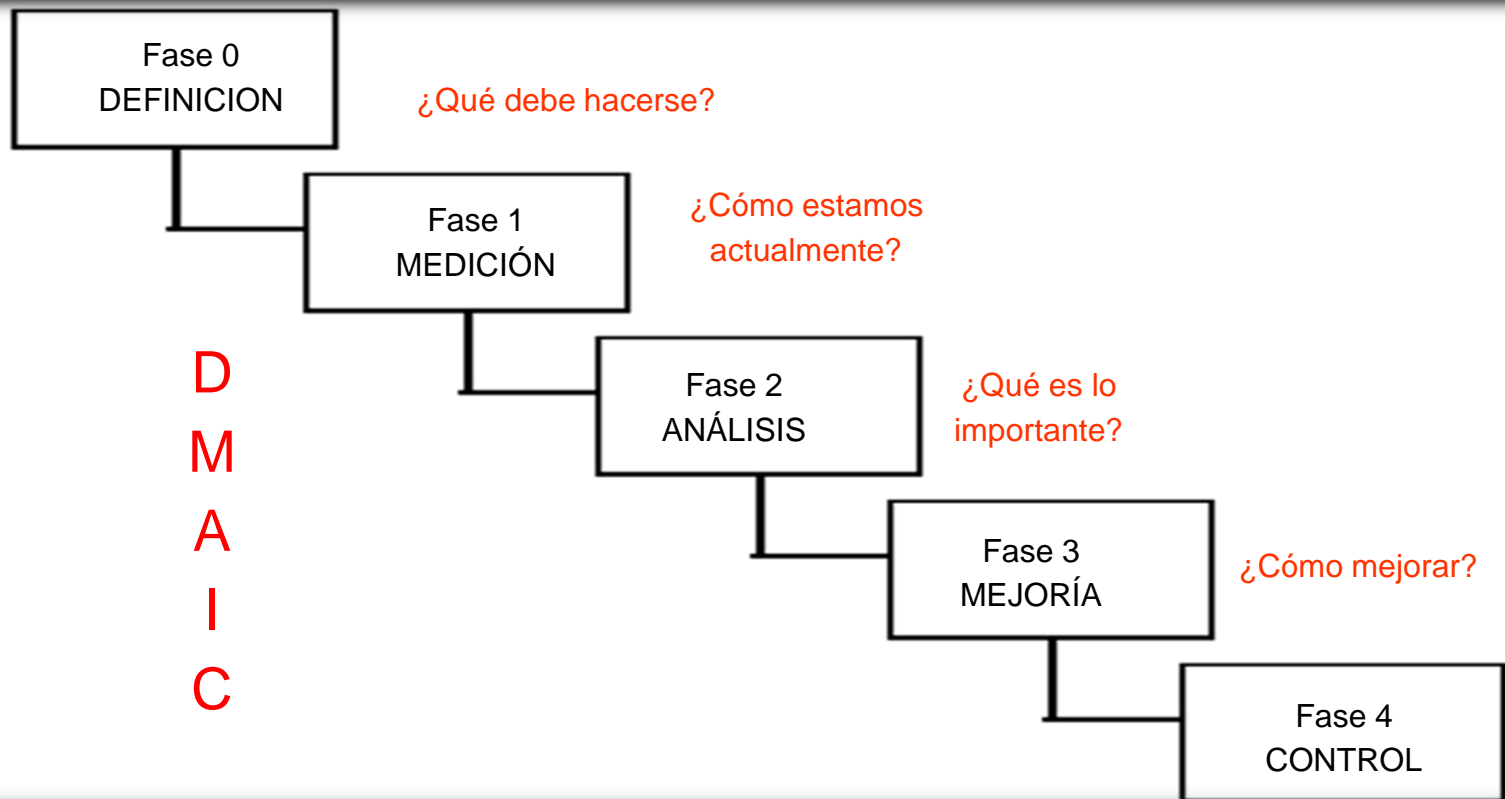 Fase 0
DEFINICION
¿Qué debe hacerse?
Fase 1
MEDICIÓN
¿Cómo estamos
actualmente?
Fase 2
ANÁLISIS
¿Qué es lo
importante?
Fase 3
MEJORÍA
¿Cómo mejorar?
Fase 4
CONTROL
D
M
A
I
C